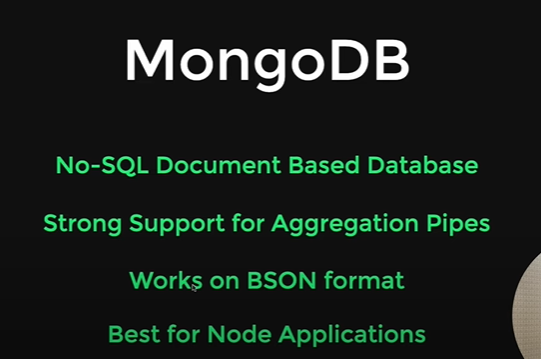 MongoDB
No-SQL Document Based Database
Strong Support for Aggregation Pipes
Works on BSON format
Best for Node Applications